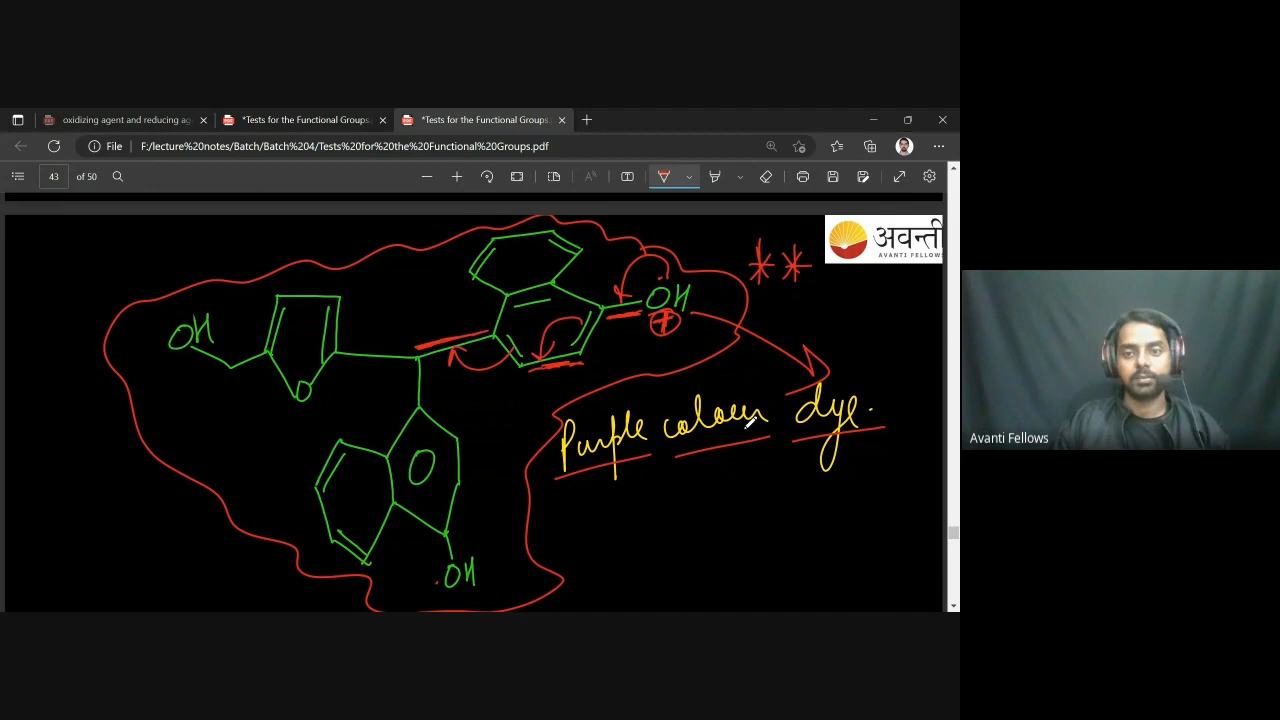 oxidizing agent and reducing ag
*Tests for the Functional Groups.
*Tests for the Functional Groups.
File
F:/lecture%20notes/Batch/Batch%204/Tests%20for%20the%20Functional%20Groups.pdf
43
of 50
अवन्ती
AVANTI FELLOWS
OH
OH
+
O
O
OH
Purple colour dye.
Avanti Fellows